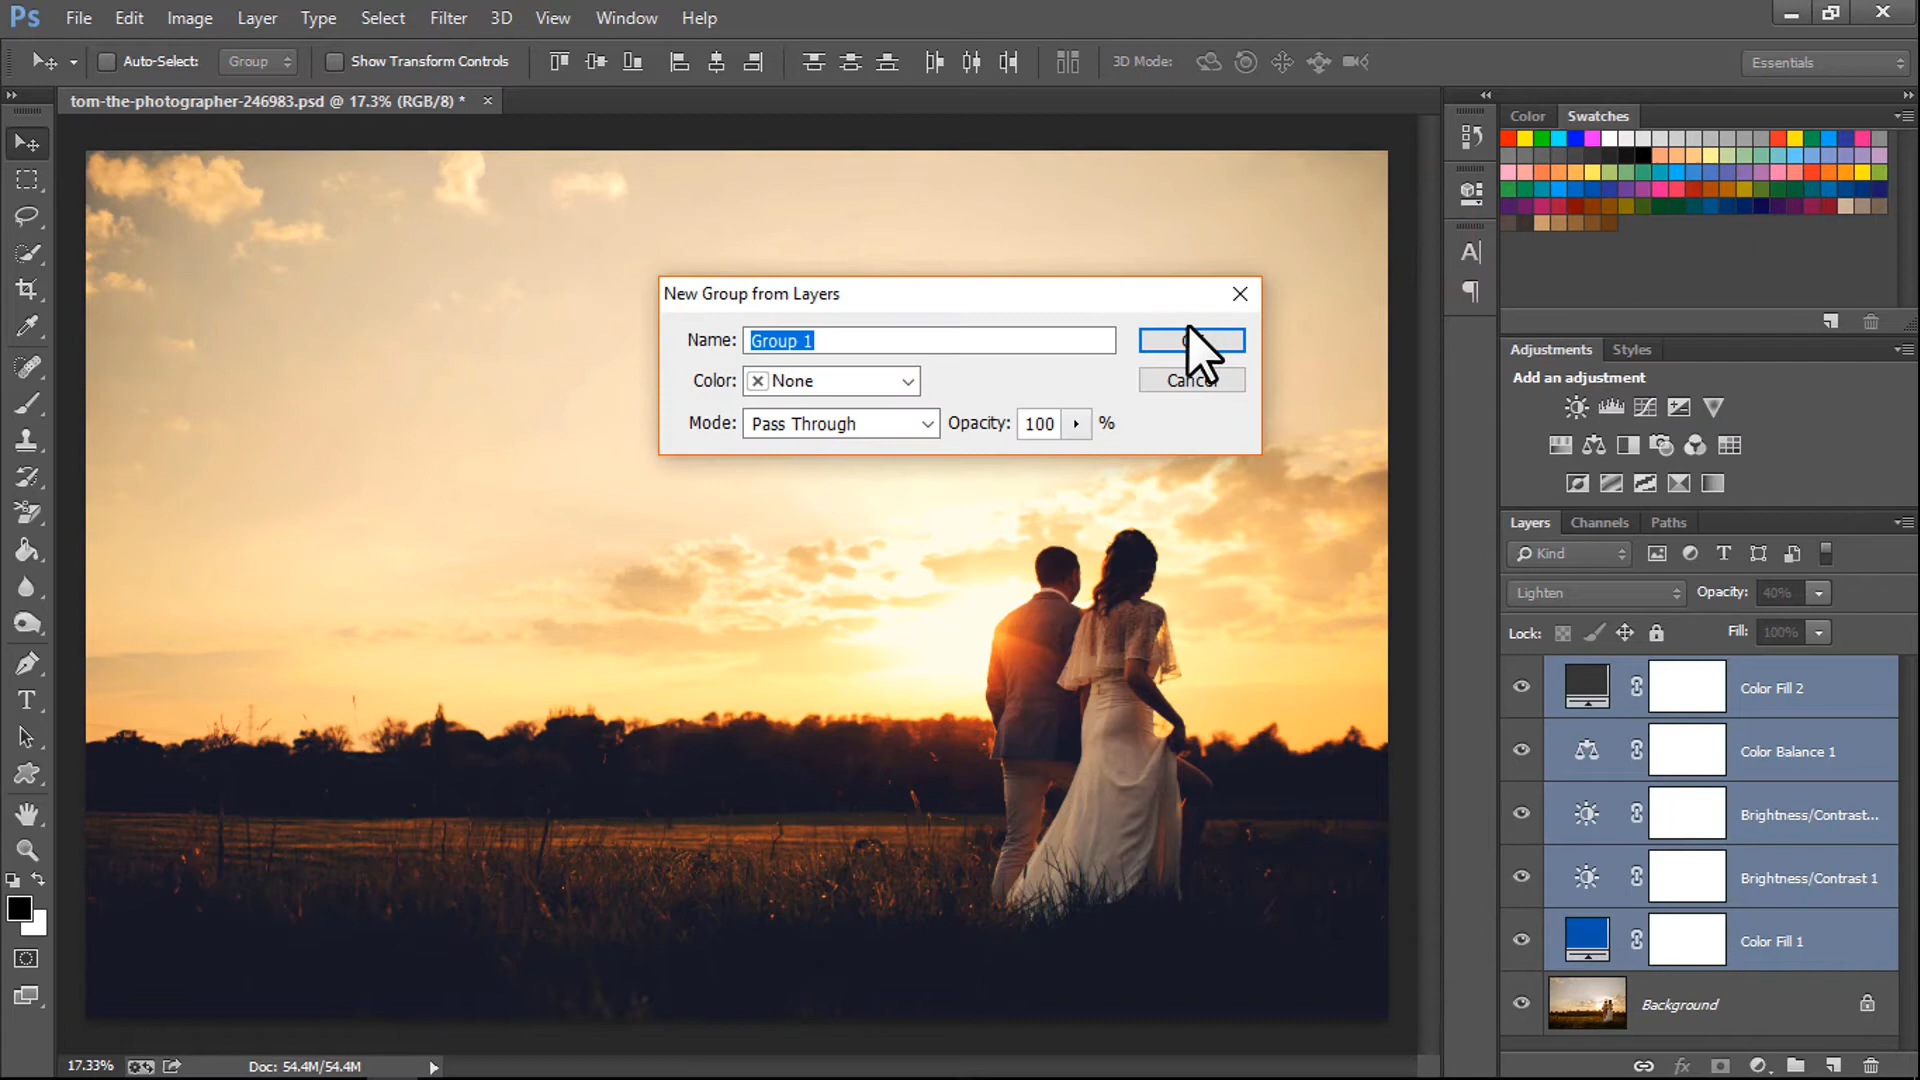 Ps File Edit Image Layer Type Select Filter 3D View Window Help
Auto-Select: Group Show Transform Controls 3D Mode: Essentials
tom-the-photographer-246983.psd @ 17.3% (RGB/8) *
Color Swatches
New Group from Layers
Name: Group 1
Color: None
Cancel
Mode: Pass Through Opacity: 100 %
Adjustments Styles
Add an adjustment
Layers Channels Paths
Kind
Lighten Opacity: 40%
Lock: Fill: 100%
Color Fill 2
Color Balance 1
Brightness/Contrast...
Brightness/Contrast 1
Color Fill 1
Background
17.33% Doc: 54.4M/54.4M